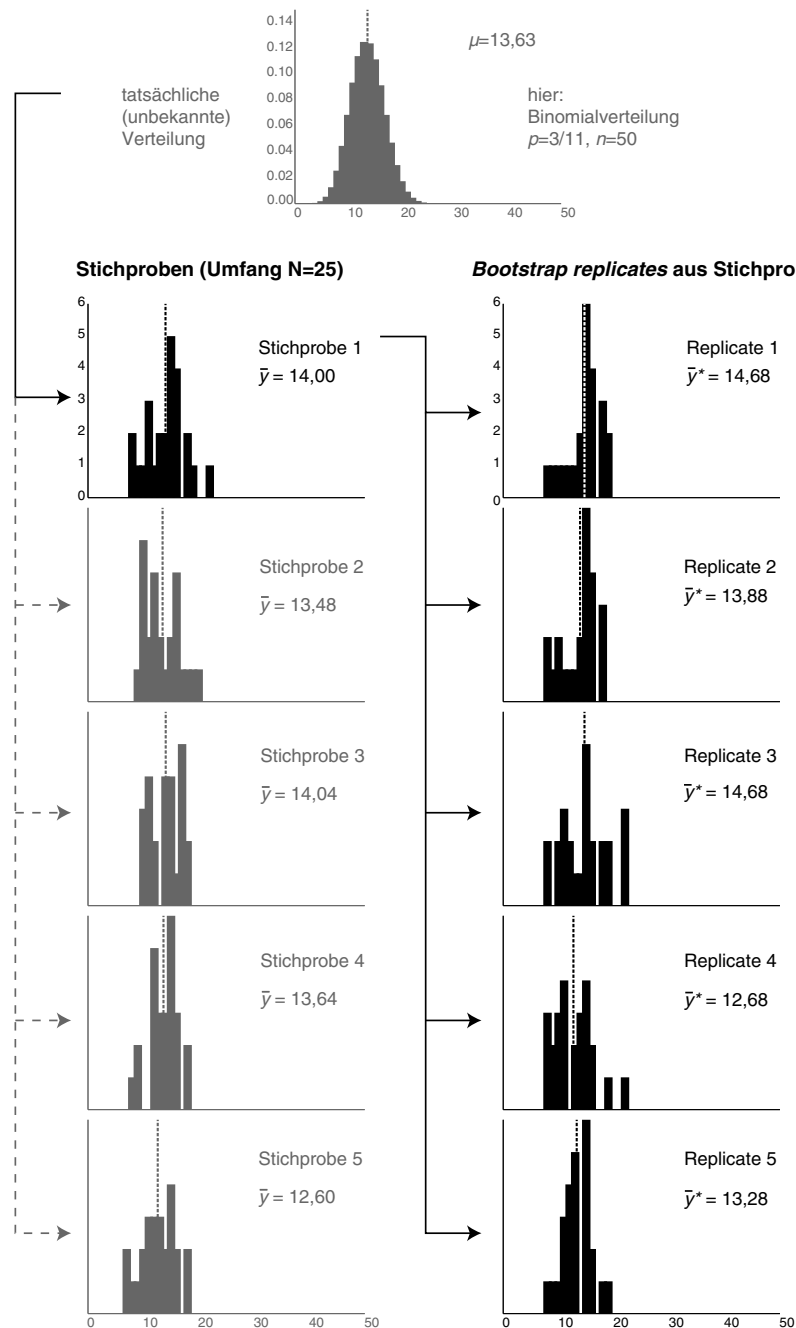 0.14
0.12
0.10
0.08
0.06
0.04
0.02
0.00
0 10 20 30 40 50
μ=13,63
tatsächliche
(unbekannte)
Verteilung
hier:
Binomialverteilung
p=3/11, n=50
Stichproben (Umfang N=25)
Bootstrap replicates aus Stichpro
6
5
4
3
2
1
0
Stichprobe 1
ȳ = 14,00
6
5
4
3
2
1
0
Replicate 1
ȳ* = 14,68
Stichprobe 2
ȳ = 13,48
Replicate 2
ȳ* = 13,88
Stichprobe 3
ȳ = 14,04
Replicate 3
ȳ* = 14,68
Stichprobe 4
ȳ = 13,64
Replicate 4
ȳ* = 12,68
Stichprobe 5
ȳ = 12,60
Replicate 5
ȳ* = 13,28
0 10 20 30 40 50
0 10 20 30 40 50